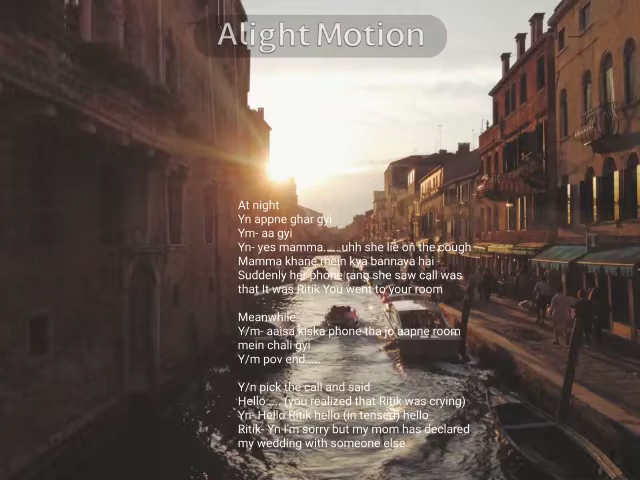 Alight Motion
At night
Yn appne ghar gyi
Ym- aa gyi
Yn- yes mamma......uhh she lie on the cough
Mamma khane mein kya bannaya hai
Suddenly her phone rang she saw call was
that It was Ritik You went to your room
Meanwhile
Y/m- aaisa kiska phone tha jo aapne room
mein chali gyi
Y/m pov end.....
Y/n pick the call and said
Hello..... (you realized that Ritik was crying)
Yn- Hello Ritik hello (in tensed) hello
Ritik- Yn I'm sorry but my mom has declared
my wedding with someone else